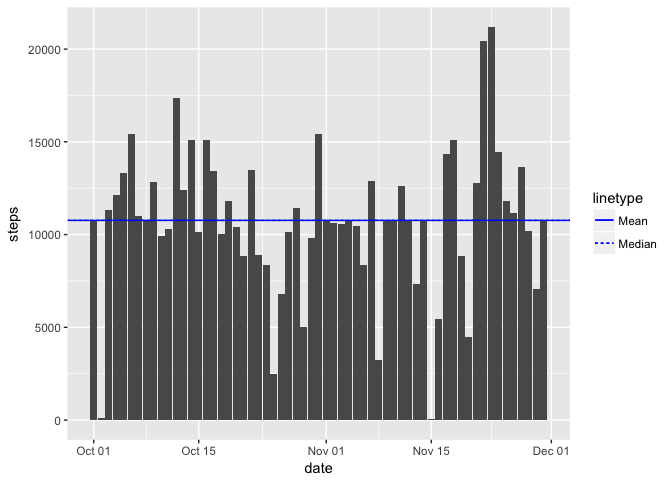 20000
15000
10000
5000
0
steps
Oct 01 Oct 15 Nov 01 Nov 15 Dec 01
date
linetype
Mean
Median